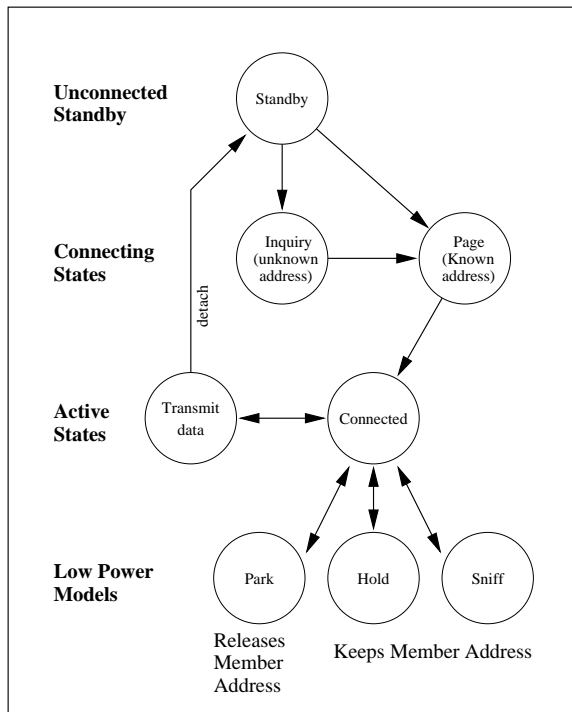 Unconnected
Standby
Standby
Connecting
States
Inquiry
(unknown
address)
Page
(Known
address)
detach
Active
States
Transmit
data
Connected
Low Power
Models
Park
Hold
Sniff
Releases
Member
Address
Keeps Member Address